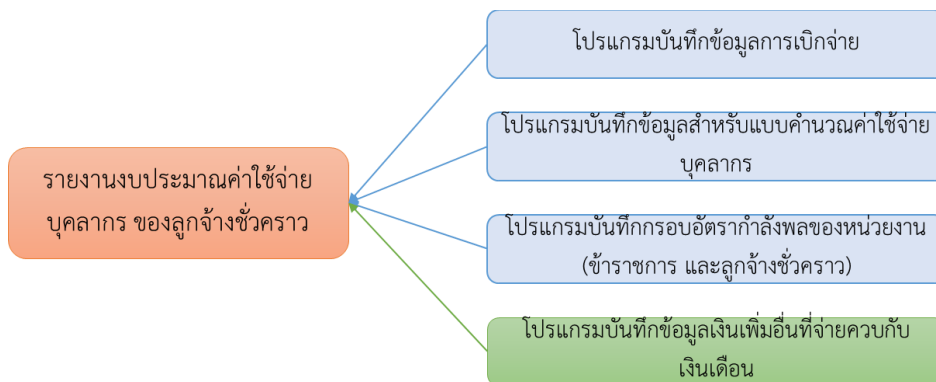 รายงานงบประมาณค่าใช้จ่าย
บุคลากร ของลูกจ้างชั่วคราว
โปรแกรมบันทึกข้อมูลการเบิกจ่าย
โปรแกรมบันทึกข้อมูลสำหรับแบบคำนวณค่าใช้จ่าย
บุคลากร
โปรแกรมบันทึกกรอบอัตรากำลังพลของหน่วยงาน
(ข้าราชการ และลูกจ้างชั่วคราว)
โปรแกรมบันทึกข้อมูลเงินเพิ่มอื่นที่จ่ายควบกับ
เงินเดือน